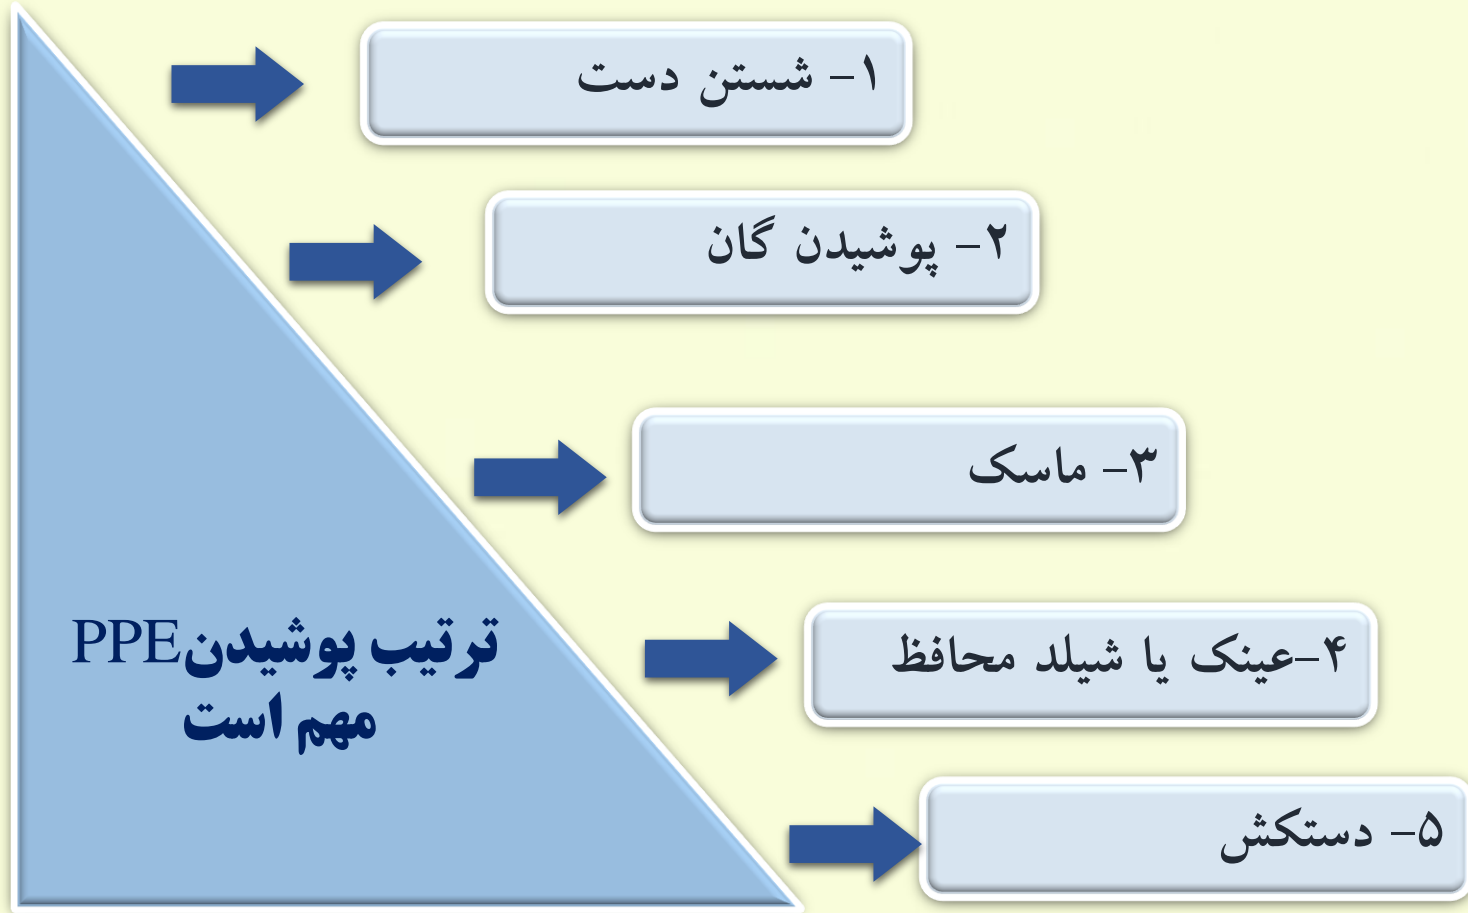 ۱- شستن دست
۲- پوشیدن گان
۳- ماسک
۴-عینک یا شیلد محافظ
۵- دستکش
ترتیب پوشیدنPPE
مهم است